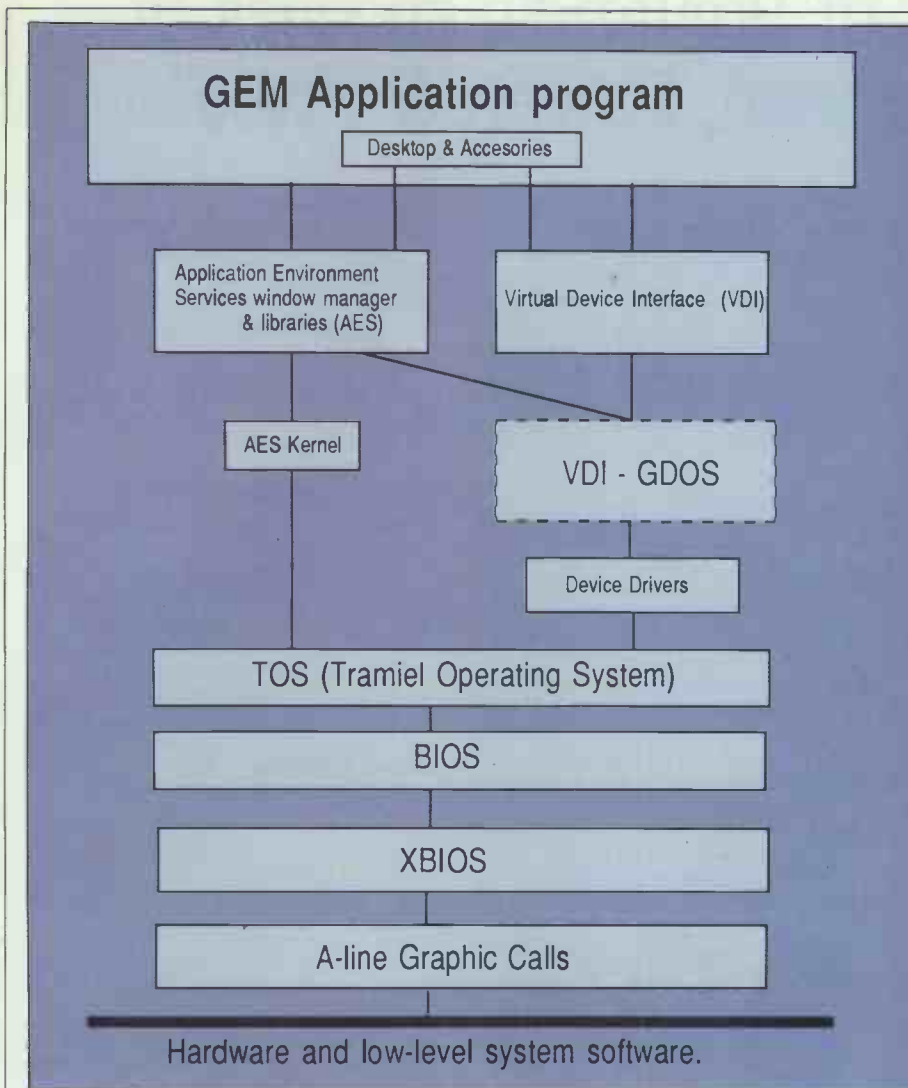 GEM Application program
Desktop & Accesories
Application Environment
Services window manager
& libraries (AES)
Virtual Device Interface (VDI)
AES Kernel
VDI - GDOS
Device Drivers
TOS (Tramiel Operating System)
BIOS
XBIOS
A-line Graphic Calls
Hardware and low-level system software.